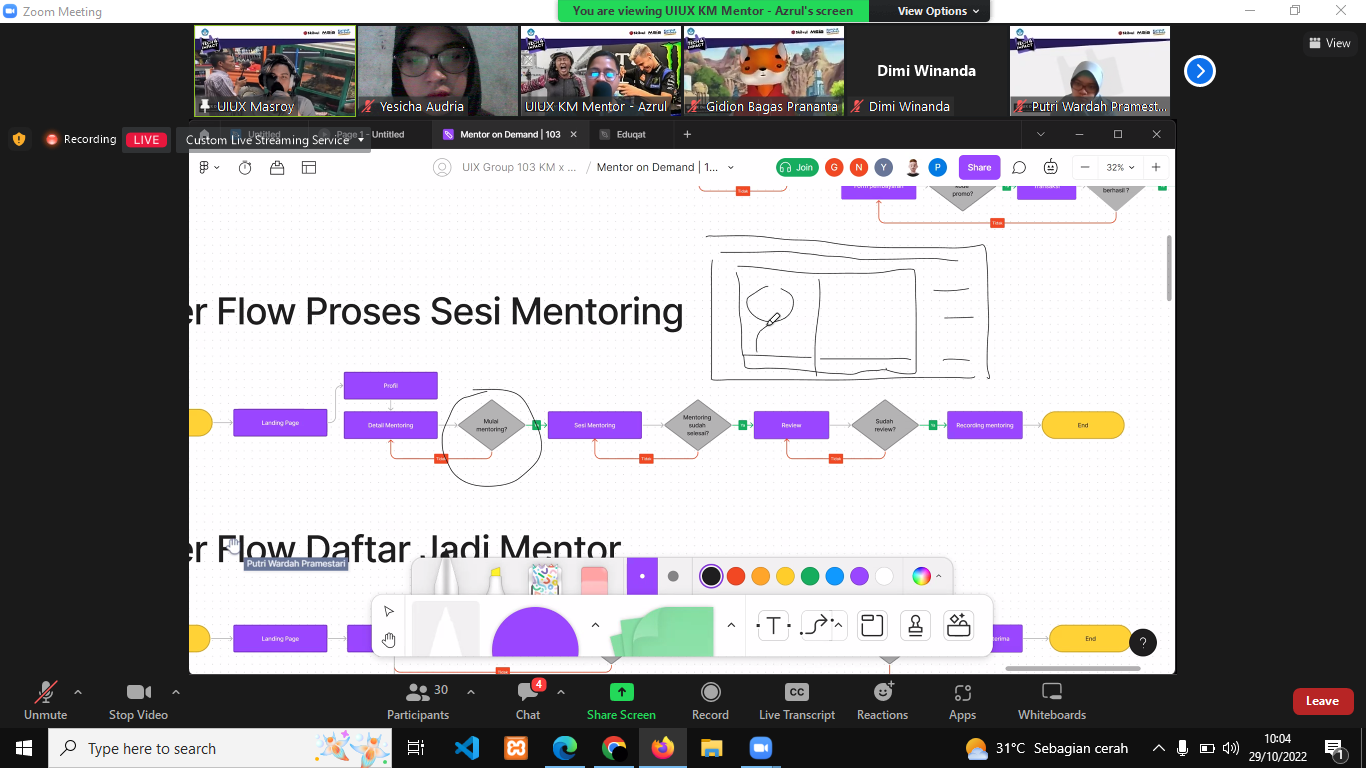 Zoom Meeting
You are viewing UIUX KM Mentor - Azrul's screen
View Options
View
UIUX Masroy
Yesicha Audria
UIUX KM Mentor - Azrul
Gidion Bagas Prananta
Dimi Winanda
Dimi Winanda
Putri Wardah Pramest...
Recording
LIVE
Custom Live Streaming Service
Untitled
Page 1 - Untitled
Mentor on Demand | 103
Eduqat
UIX Group 103 KM x ...
/
Mentor on Demand | 1...
Join
G
N
Y
P
Share
32%
Tidak
Form pembayaran
kode promo?
Transaksi
berhasil ?
Tidak
er Flow Proses Sesi Mentoring
Profil
Landing Page
Detail Mentoring
Mulai mentoring?
Ya
Sesi Mentoring
Mentoring sudah selesai?
Ya
Review
Sudah review?
Ya
Recording mentoring
End
Tidak
Tidak
Tidak
er Flow Daftar Jadi Mentor
Putri Wardah Pramestari
Landing Page
terima
End
T
?
Unmute
Stop Video
30
Participants
4
Chat
Share Screen
Record
CC
Live Transcript
Reactions
Apps
Whiteboards
Leave
Type here to search
31°C Sebagian cerah
10:04
29/10/2022
1